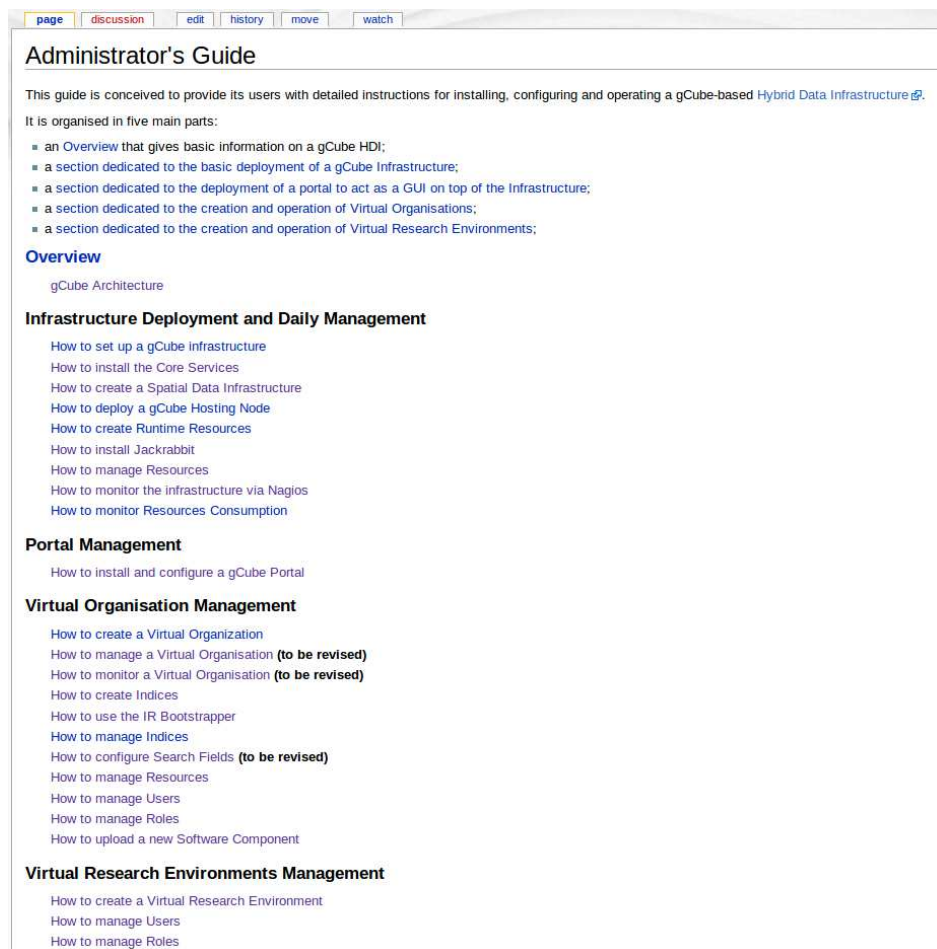 page discussion edit history move watch
Administrator's Guide
This guide is conceived to provide its users with detailed instructions for installing, configuring and operating a gCube-based Hybrid Data Infrastructure.
It is organised in five main parts:
an Overview that gives basic information on a gCube HDI;
a section dedicated to the basic deployment of a gCube Infrastructure;
a section dedicated to the deployment of a portal to act as a GUI on top of the Infrastructure;
a section dedicated to the creation and operation of Virtual Organisations;
a section dedicated to the creation and operation of Virtual Research Environments;
Overview
gCube Architecture
Infrastructure Deployment and Daily Management
How to set up a gCube infrastructure
How to install the Core Services
How to create a Spatial Data Infrastructure
How to deploy a gCube Hosting Node
How to create Runtime Resources
How to install Jackrabbit
How to manage Resources
How to monitor the infrastructure via Nagios
How to monitor Resources Consumption
Portal Management
How to install and configure a gCube Portal
Virtual Organisation Management
How to create a Virtual Organization
How to manage a Virtual Organisation (to be revised)
How to monitor a Virtual Organisation (to be revised)
How to create Indices
How to use the IR Bootstrapper
How to manage Indices
How to configure Search Fields (to be revised)
How to manage Resources
How to manage Users
How to manage Roles
How to upload a new Software Component
Virtual Research Environments Management
How to create a Virtual Research Environment
How to manage Users
How to manage Roles